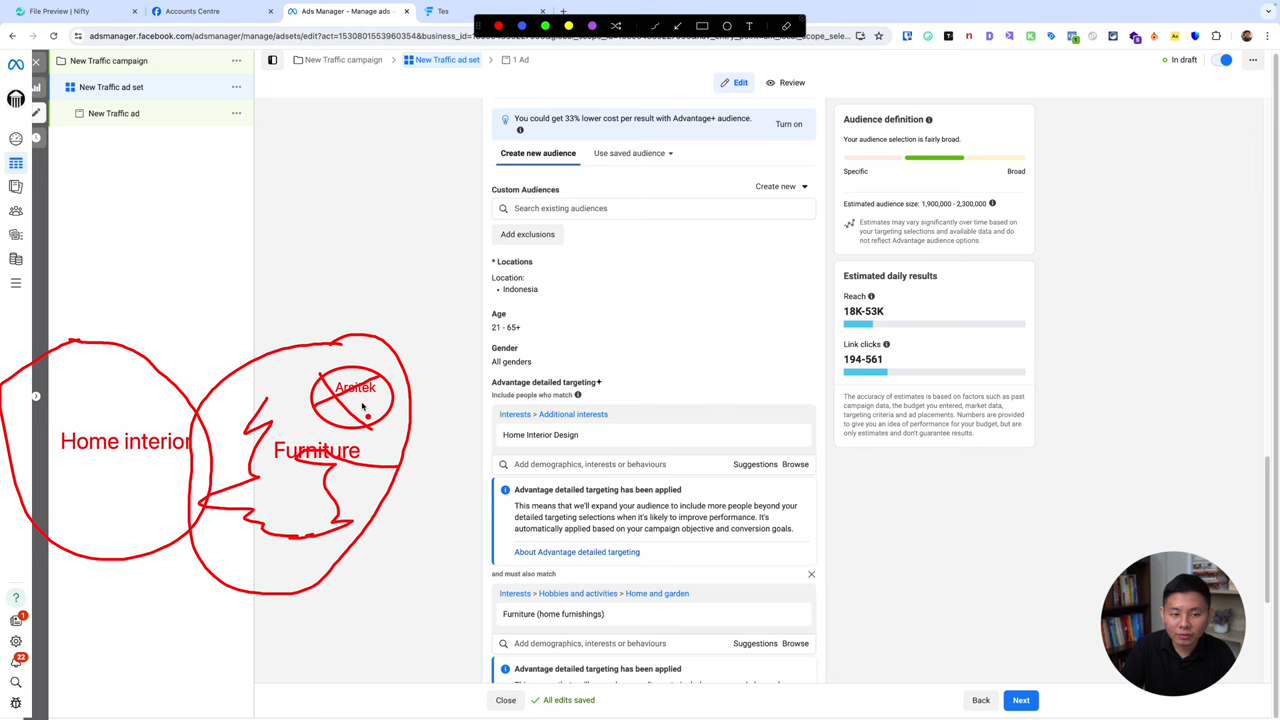 File Preview | Niagahoster
Accounts Centre
Ads Manager - Manage ads -
Tes
adsmanager.facebook.com/adsmanager/manage/assets/edit?act=1530801553960354&business_id=
New Traffic campaign
New Traffic campaign
New Traffic ad set
1 Ad
In draft
New Traffic ad set
Edit
Review
New Traffic ad
You could get 33% lower cost per result with Advantage+ audience.
Turn on
Create new audience
Use saved audience
Custom Audiences
Create new
Search existing audiences
Add exclusions
* Locations
Location:
• Indonesia
Age
21 - 65+
Gender
All genders
Advantage detailed targeting+
Include people who match
Interests > Additional interests
Home Interior Design
Add demographics, interests or behaviours
Suggestions Browse
Advantage detailed targeting has been applied
This means that we'll expand your audience to include more people beyond your
detailed targeting selections when it's likely to improve performance. It's
automatically applied based on your campaign objective and conversion goals.
About Advantage detailed targeting
and must also match
Interests > Hobbies and activities > Home and garden
Furniture (home furnishings)
Add demographics, interests or behaviours
Suggestions Browse
Advantage detailed targeting has been applied
Close
All edits saved
Back
Next
Audience definition
Your audience selection is fairly broad.
Specific
Broad
Estimated audience size: 1,900,000 - 2,300,000
Estimates may vary significantly over time based on
your targeting selections and available data and do
not reflect Advantage audience options.
Estimated daily results
Reach
18K-53K
Link clicks
194-561
The accuracy of estimates is based on factors such as
past campaign data, the budget you entered, market data,
targeting criteria and ad placements. Numbers are provided
to give you an idea of performance for your budget, but are
only estimates and don't guarantee results.
Arsitek
Home interior
Furniture
1
22